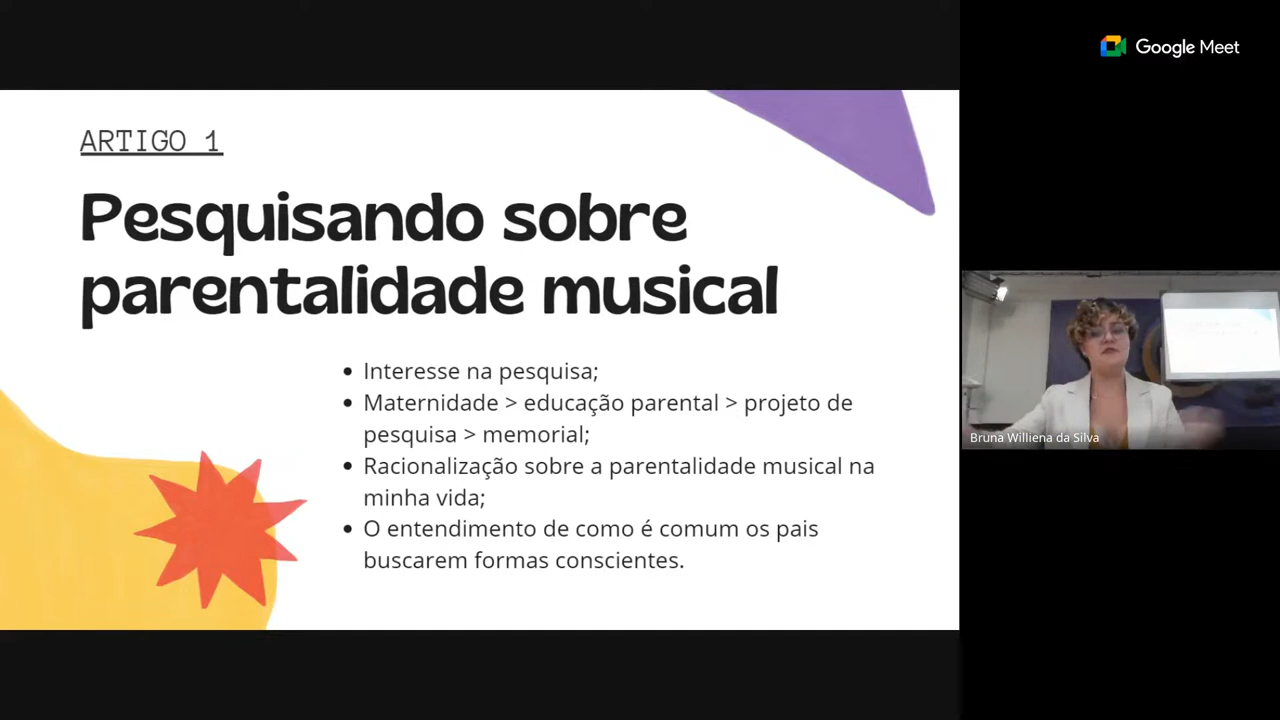 Google Meet
ARTIGO 1
Pesquisando sobre
parentalidade musical
• Interesse na pesquisa;
• Maternidade > educação parental > projeto de
pesquisa > memorial;
• Racionalização sobre a parentalidade musical na
minha vida;
• O entendimento de como é comum os pais
buscarem formas conscientes.
Bruna Williena da Silva